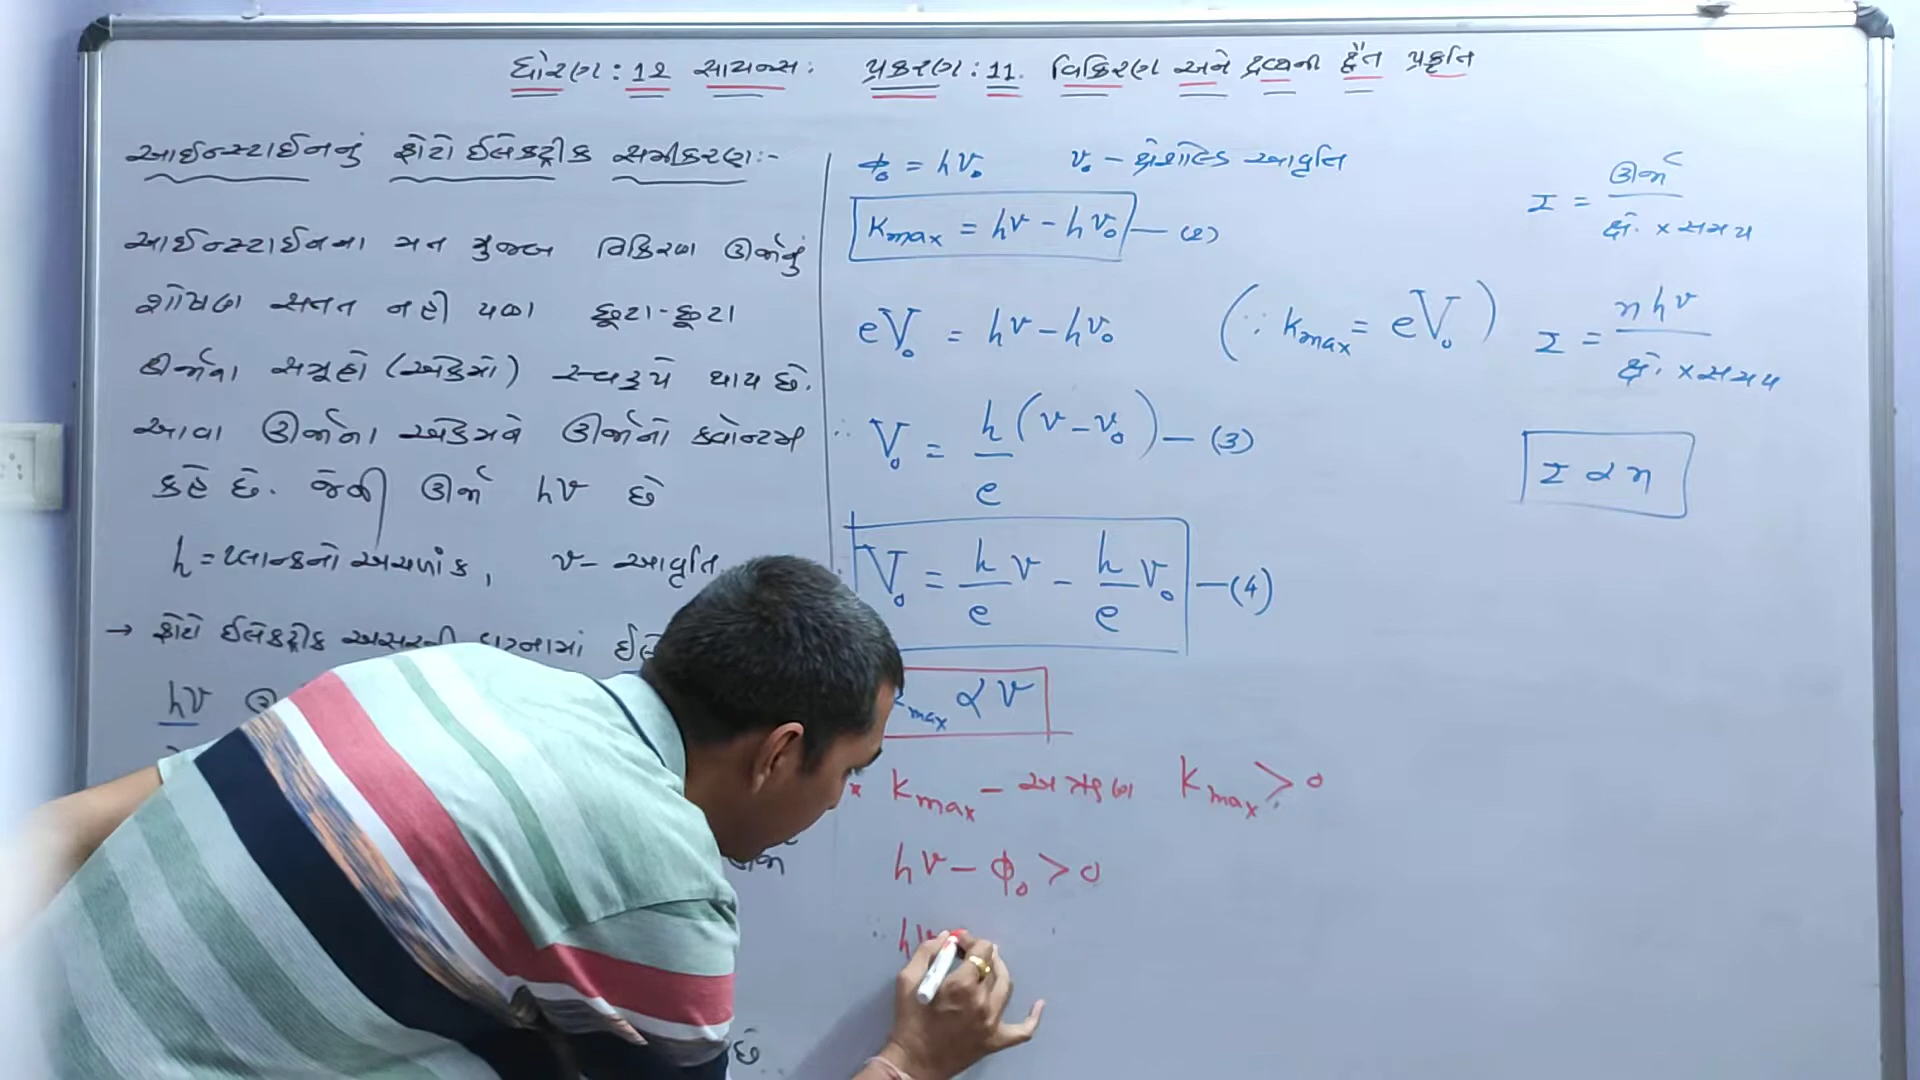 ધોરણ : 12 સાયન્સ : પ્રકરણ : 11. વિકિરણ અને દ્રવ્યની દ્વૈત પ્રકૃતિ
આઈન્સ્ટાઈનનું ફોટો ઈલેક્ટ્રીક સમીકરણ :-
આઈન્સ્ટાઈનના મત મુજબ વિકિરણ ઊર્જાનું
શોષણ સતત નહી પણ છૂટા-છૂટા
ઊર્જાના સમૂહો (પેકેટો) સ્વરૂપે થાય છે.
આવા ઊર્જાના પેકેટને ઊર્જાનો ક્વોન્ટમ
કહે છે. જેની ઊર્જા hν છે
h = પ્લાન્કનો અચળાંક, ν - આવૃતિ
→ ફોટો ઈલેક્ટ્રીક અસરની ઘટનામાં
hν
છે
ϕ₀ = hν₀ ν₀ - થ્રેશોલ્ડ આવૃતિ
Kmax = hν - hν₀ — (2)
eV₀ = hν - hν₀ (∵ Kmax = eV₀)
∴ V₀ = h/e (ν - ν₀) — (3)
V₀ = h/e ν - h/e ν₀ — (4)
max ∝ ν
* Kmax - અઋણ Kmax > 0
hν - ϕ₀ > 0
∴ hν
I = ઊર્જા / ક્ષે. × સમય
I = nhν / ક્ષે. × સમય
I ∝ n